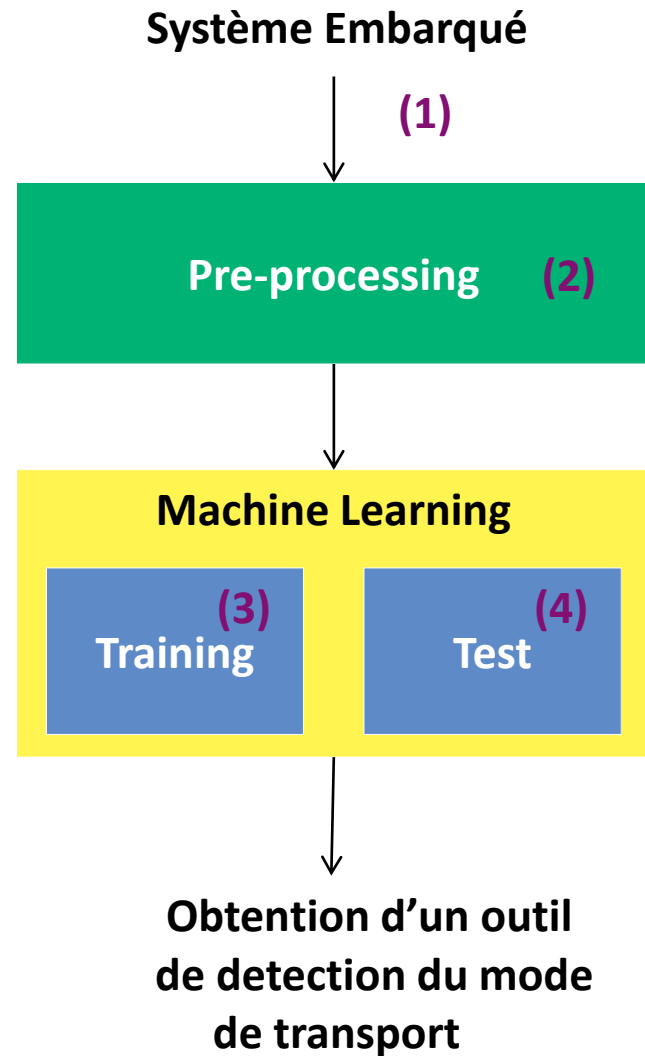 Système Embarqué
(1)
Pre-processing (2)
Machine Learning
(3)
Training
(4)
Test
Obtention d’un outil
de detection du mode
de transport